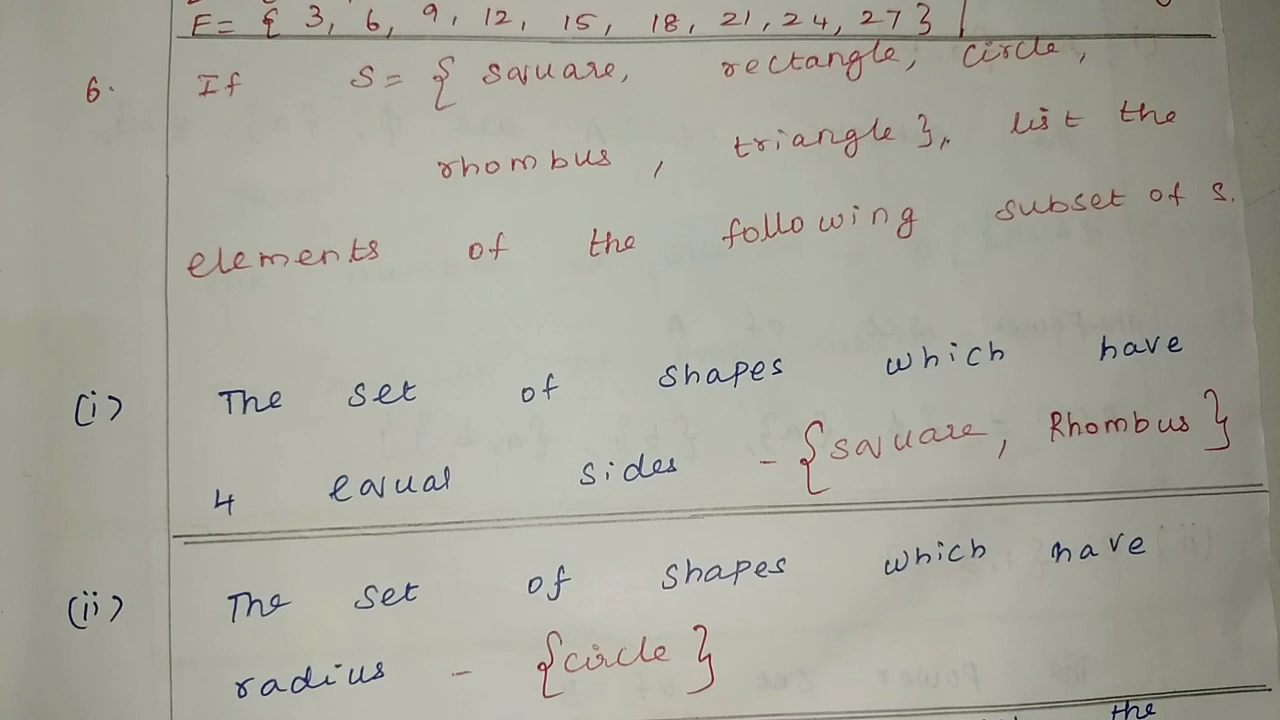 F= { 3, 6, 9, 12, 15, 18, 21, 24, 27 }
6. If S= { square, rectangle, circle,
rhombus, triangle }, list the
elements of the following subset of S.
(i) The set of shapes which have
4 equal sides - {square, Rhombus }
(ii) The set of shapes which have
radius - {circle }
the